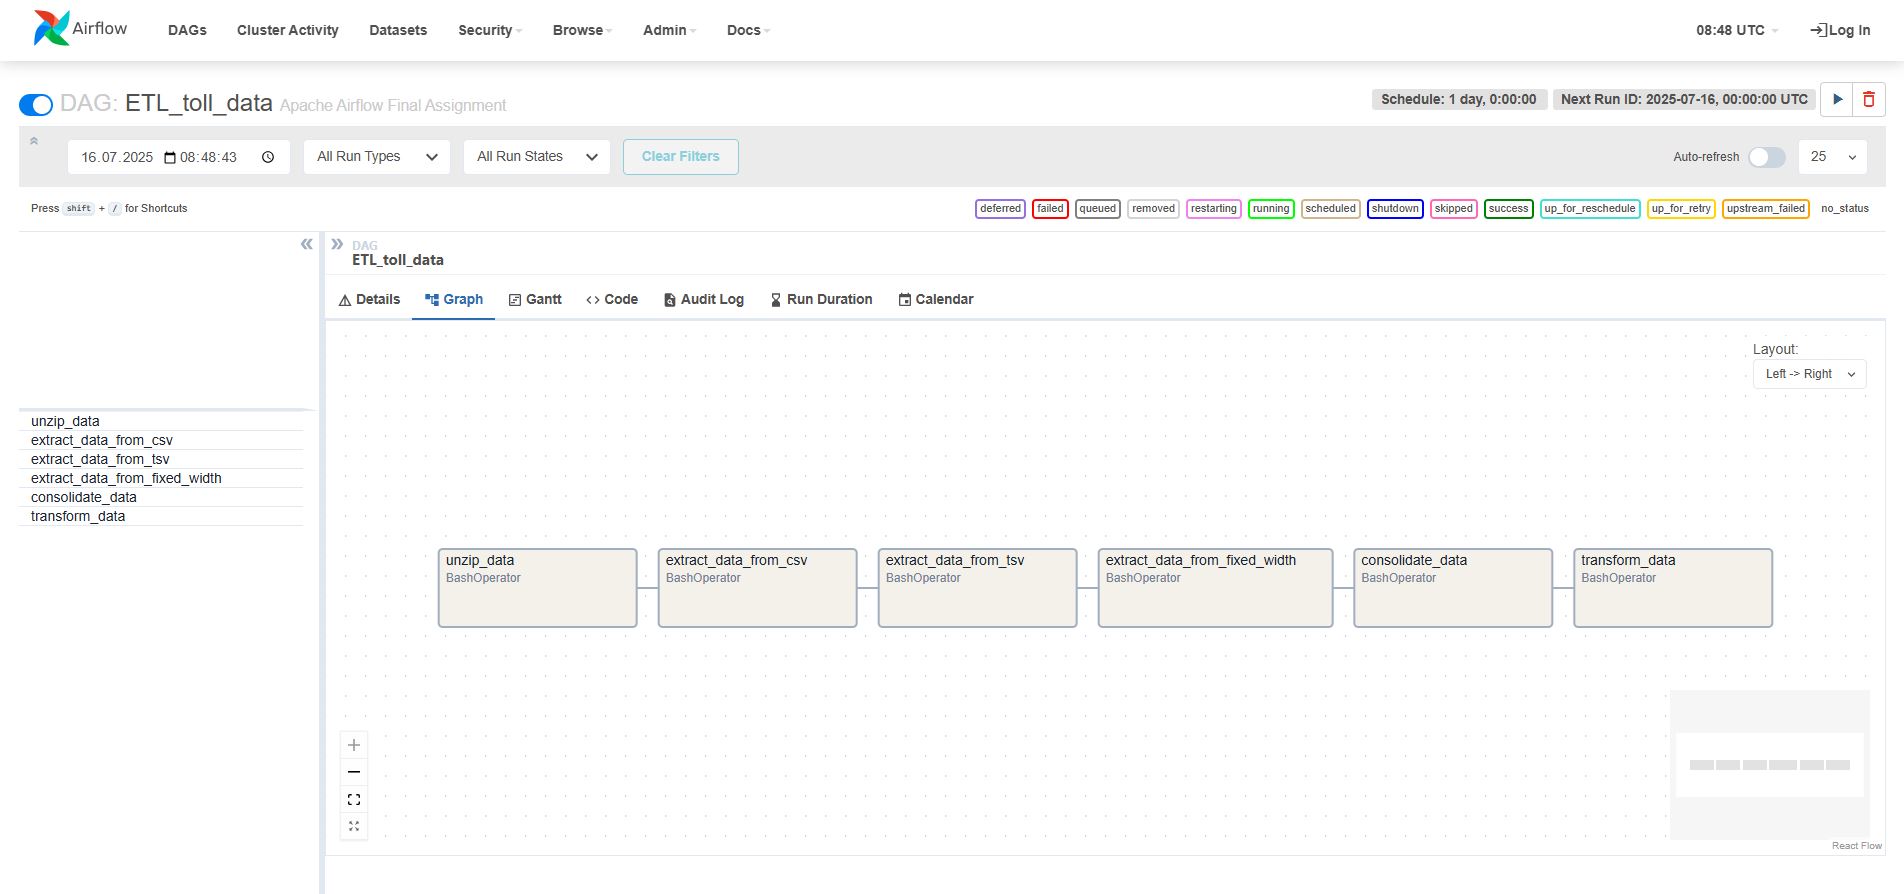 Airflow DAGs Cluster Activity Datasets Security Browse Admin Docs 08:48 UTC Log In
DAG: ETL_toll_data Apache Airflow Final Assignment Schedule: 1 day, 0:00:00 Next Run ID: 2025-07-16, 00:00:00 UTC
16.07.2025 08:48:43 All Run Types All Run States Clear Filters Auto-refresh 25
Press shift + / for Shortcuts deferred failed queued removed restarting running scheduled shutdown skipped success up_for_reschedule up_for_retry upstream_failed no_status
DAG
ETL_toll_data
Details Graph Gantt Code Audit Log Run Duration Calendar
Layout:
Left -> Right
unzip_data
extract_data_from_csv
extract_data_from_tsv
extract_data_from_fixed_width
consolidate_data
transform_data
unzip_data extract_data_from_csv extract_data_from_tsv extract_data_from_fixed_width consolidate_data transform_data
BashOperator BashOperator BashOperator BashOperator BashOperator BashOperator
React Flow